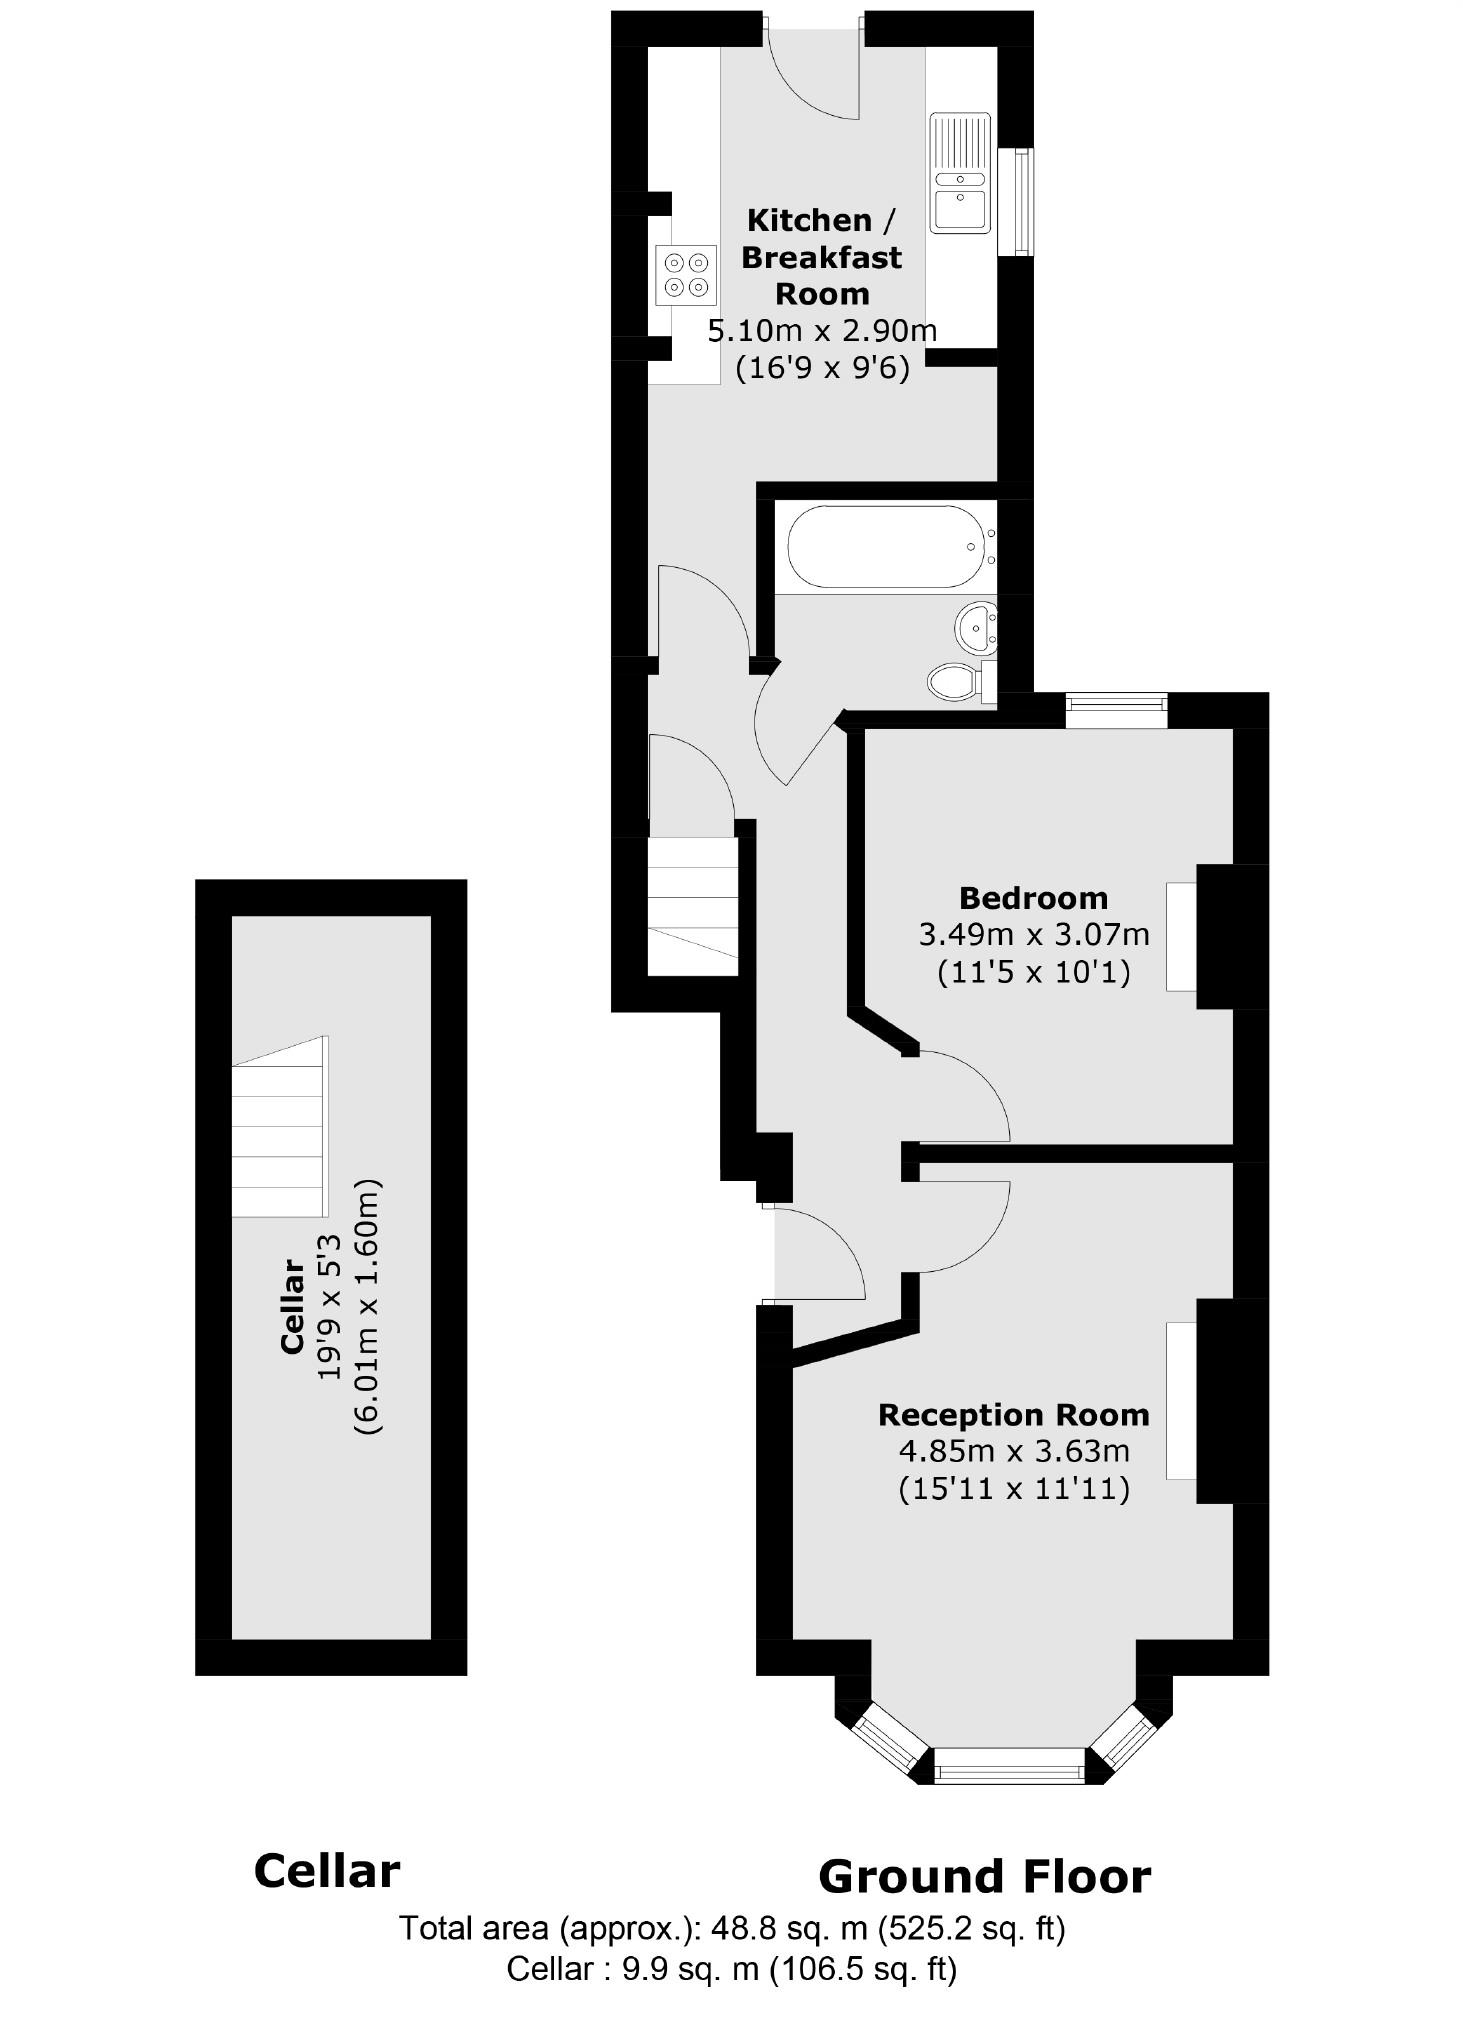 Kitchen /
Breakfast
Room
5.10m x 2.90m
(16'9 x 9'6)
Bedroom
3.49m x 3.07m
(11'5 x 10'1)
Cellar
19'9 x 5'3
(6.01m x 1.60m)
Reception Room
4.85m x 3.63m
(15'11 x 11'11)
Cellar
Ground Floor
Total area (approx.): 48.8 sq. m (525.2 sq. ft)
Cellar : 9.9 sq. m (106.5 sq. ft)